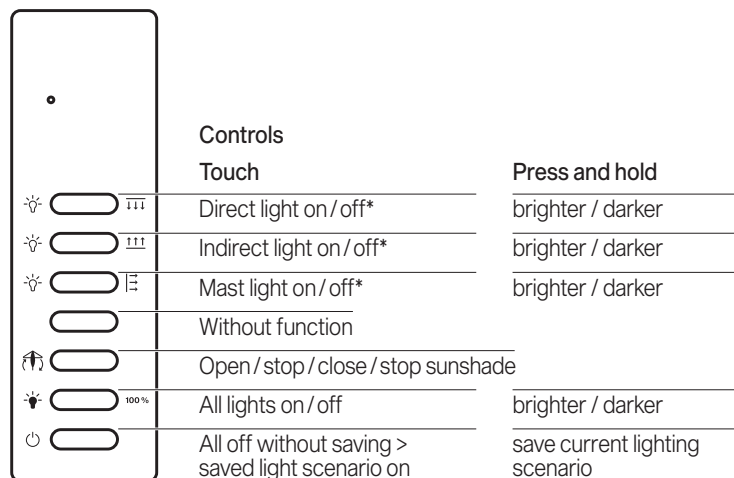 Controls
Touch Press and hold
Direct light on / off* brighter / darker
Indirect light on / off* brighter / darker
Mast light on / off* brighter / darker
Without function
Open / stop / close / stop sunshade
100 % All lights on / off brighter / darker
All off without saving > save current lighting
saved light scenario on scenario